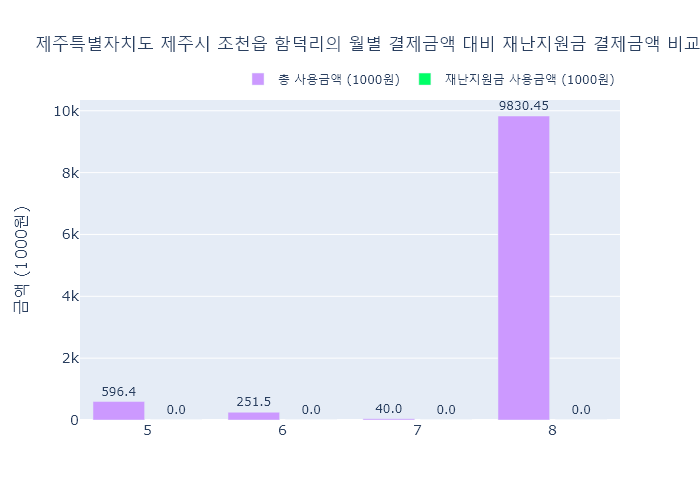 제주특별자치도 제주시 조천읍 함덕리의 월별 결제금액 대비 재난지원금 결제금액 비교
총 사용금액 (1000원) 재난지원금 사용금액 (1000원)
금액 (1000원)
10k
8k
6k
4k
2k
0
596.4 0.0 251.5 0.0 40.0 0.0 9830.45 0.0
5 6 7 8